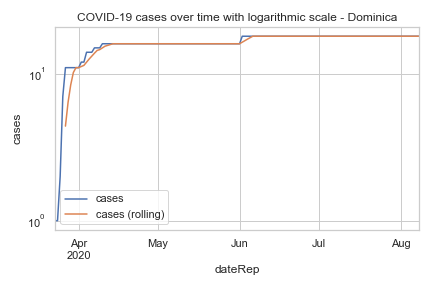 COVID-19 cases over time with logarithmic scale - Dominica
10¹
cases
10⁰
cases
cases (rolling)
Apr
2020
May
Jun
Jul
Aug
dateRep